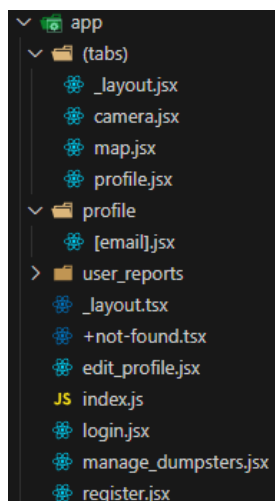 app
(tabs)
_layout.jsx
camera.jsx
map.jsx
profile.jsx
profile
[email].jsx
user_reports
_layout.tsx
+not-found.tsx
edit_profile.jsx
JS index.js
login.jsx
manage_dumpsters.jsx
register.jsx